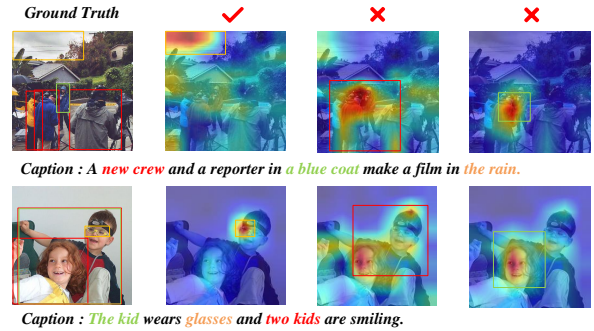 Ground Truth
Caption : A new crew and a reporter in a blue coat make a film in the rain.
Caption : The kid wears glasses and two kids are smiling.